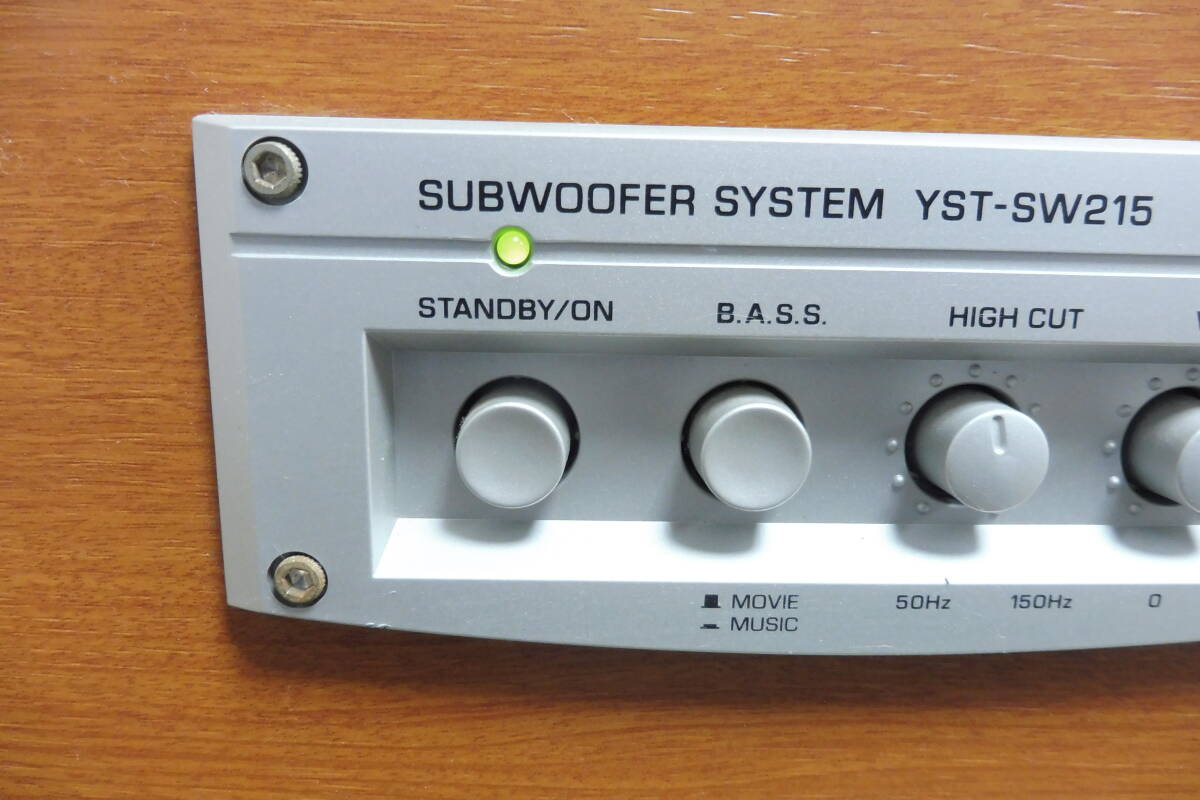 SUBWOOFER SYSTEM YST-SW215
STANDBY/ON B.A.S.S. HIGH CUT
MOVIE
MUSIC
50Hz 150Hz 0